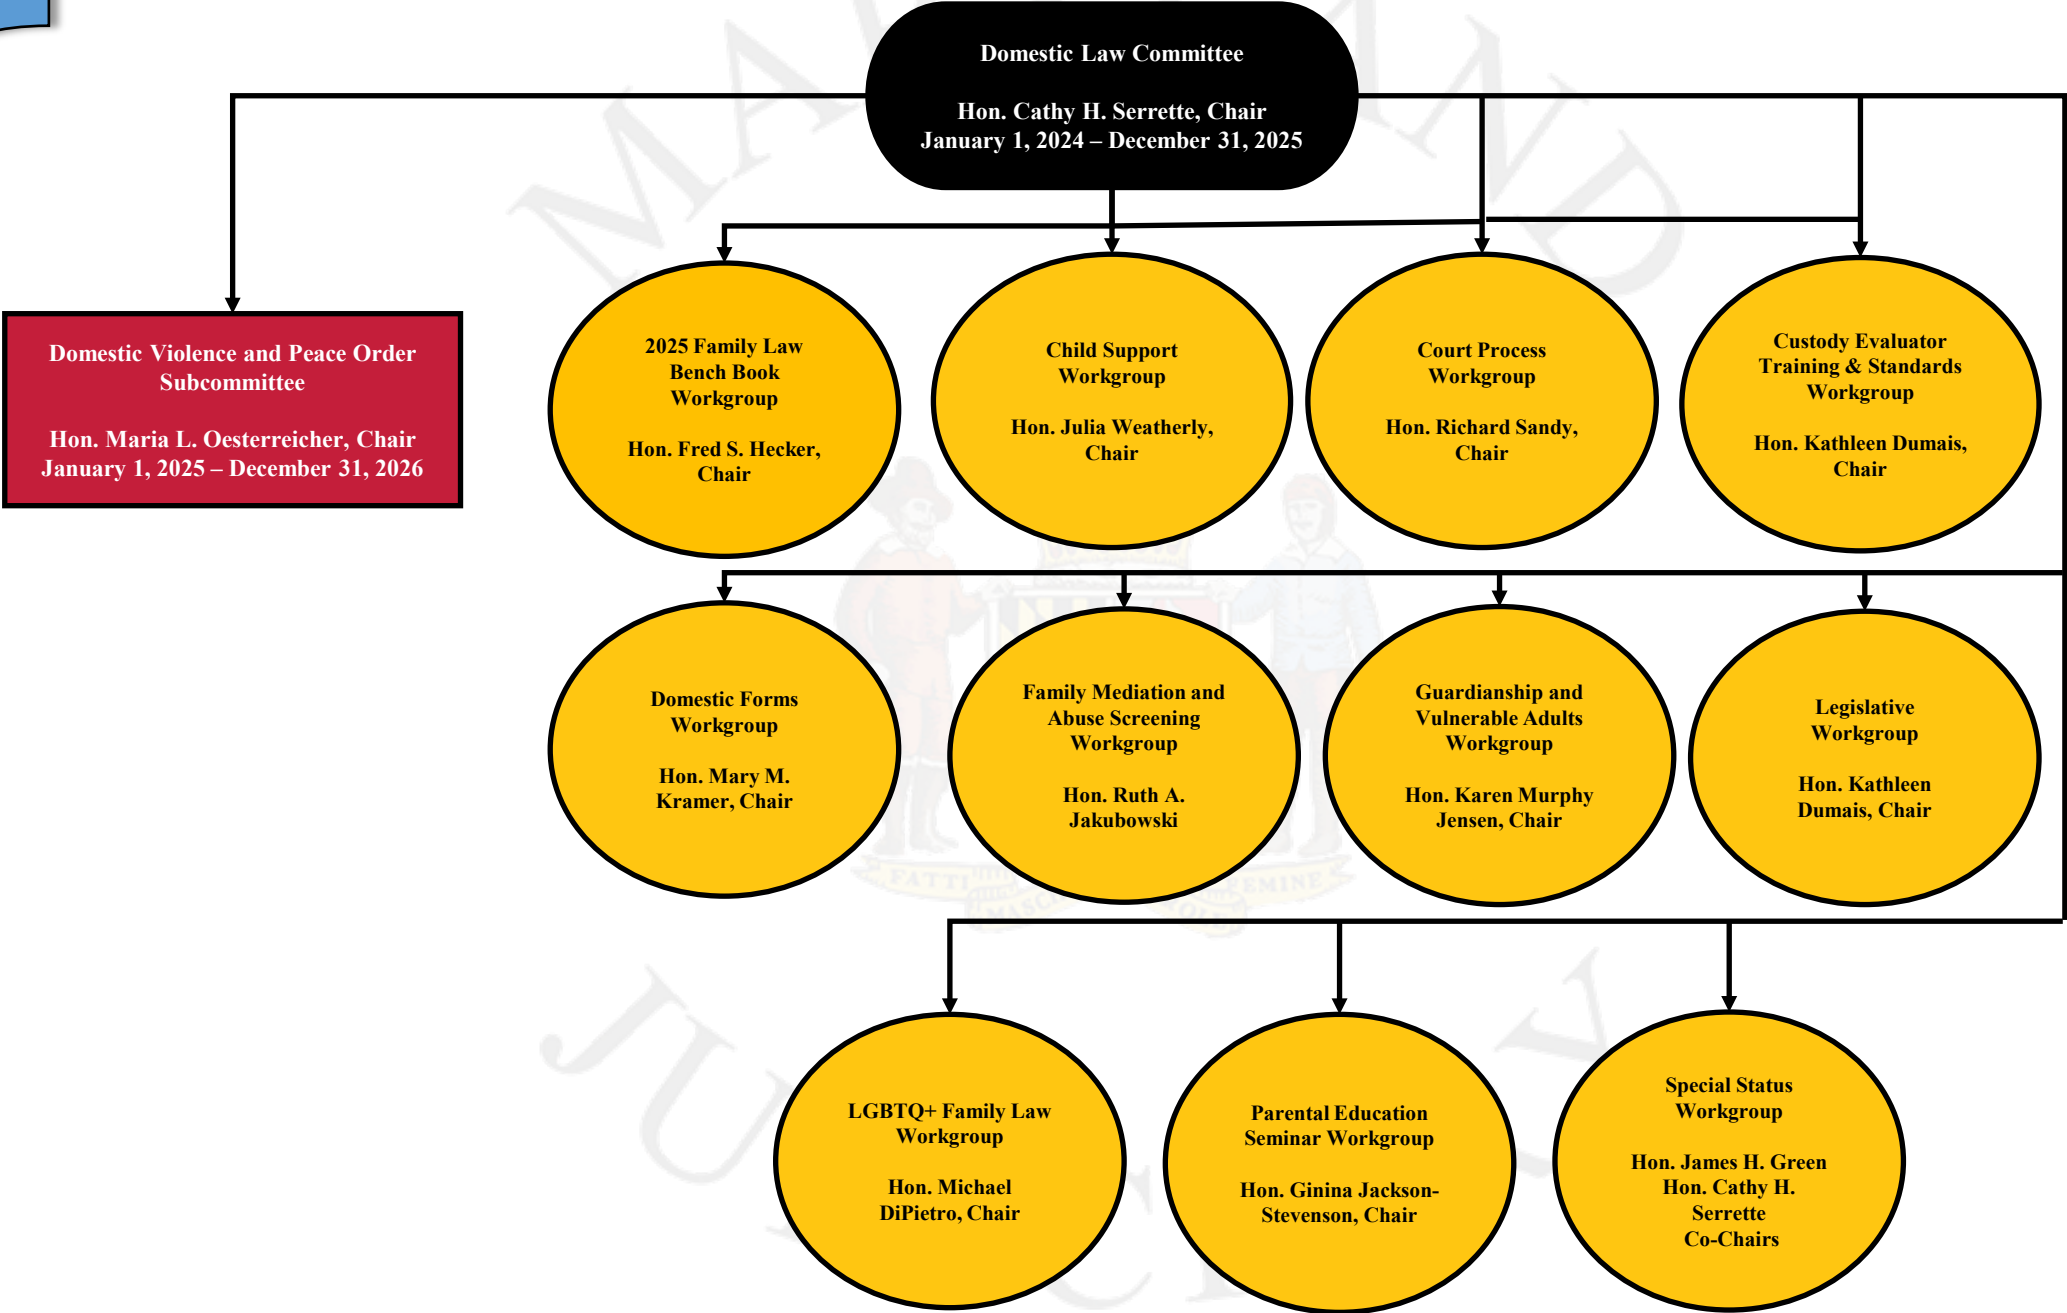 Domestic Law Committee
Hon. Cathy H. Serrette, Chair
January 1, 2024 – December 31, 2025
Domestic Violence and Peace Order
Subcommittee
Hon. Maria L. Oesterreicher, Chair
January 1, 2025 – December 31, 2026
2025 Family Law
Bench Book
Workgroup
Hon. Fred S. Hecker,
Chair
Child Support
Workgroup
Hon. Julia Weatherly,
Chair
Court Process
Workgroup
Hon. Richard Sandy,
Chair
Custody Evaluator
Training & Standards
Workgroup
Hon. Kathleen Dumais,
Chair
Domestic Forms
Workgroup
Hon. Mary M.
Kramer, Chair
Family Mediation and
Abuse Screening
Workgroup
Hon. Ruth A.
Jakubowski
Guardianship and
Vulnerable Adults
Workgroup
Hon. Karen Murphy
Jensen, Chair
Legislative
Workgroup
Hon. Kathleen
Dumais, Chair
FATTI
LGBTQ+ Family Law
Workgroup
Hon. Michael
DiPietro, Chair
Parental Education
Seminar Workgroup
Hon. Ginina Jackson-
Stevenson, Chair
Special Status
Workgroup
Hon. James H. Green
Hon. Cathy H.
Serrette
Co-Chairs